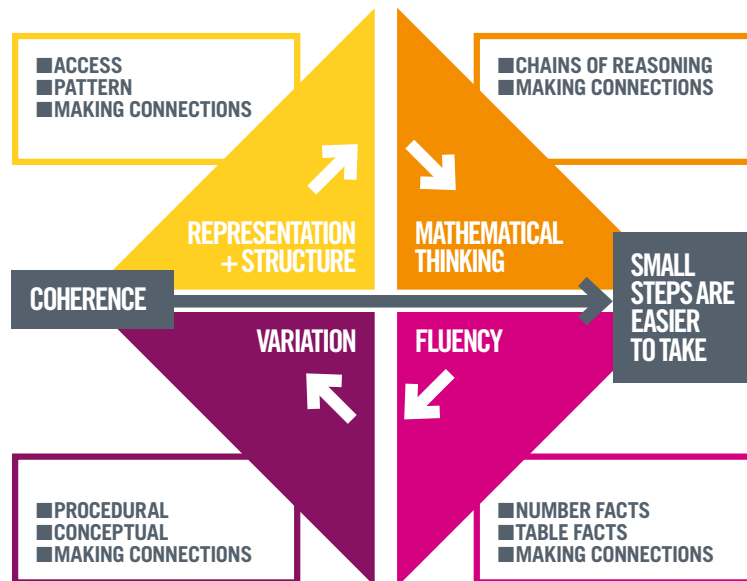 ■ACCESS
■PATTERN
■MAKING CONNECTIONS
■CHAINS OF REASONING
■MAKING CONNECTIONS
REPRESENTATION
+ STRUCTURE
MATHEMATICAL
THINKING
COHERENCE
SMALL
STEPS ARE
EASIER
TO TAKE
VARIATION
FLUENCY
■PROCEDURAL
■CONCEPTUAL
■MAKING CONNECTIONS
■NUMBER FACTS
■TABLE FACTS
■MAKING CONNECTIONS